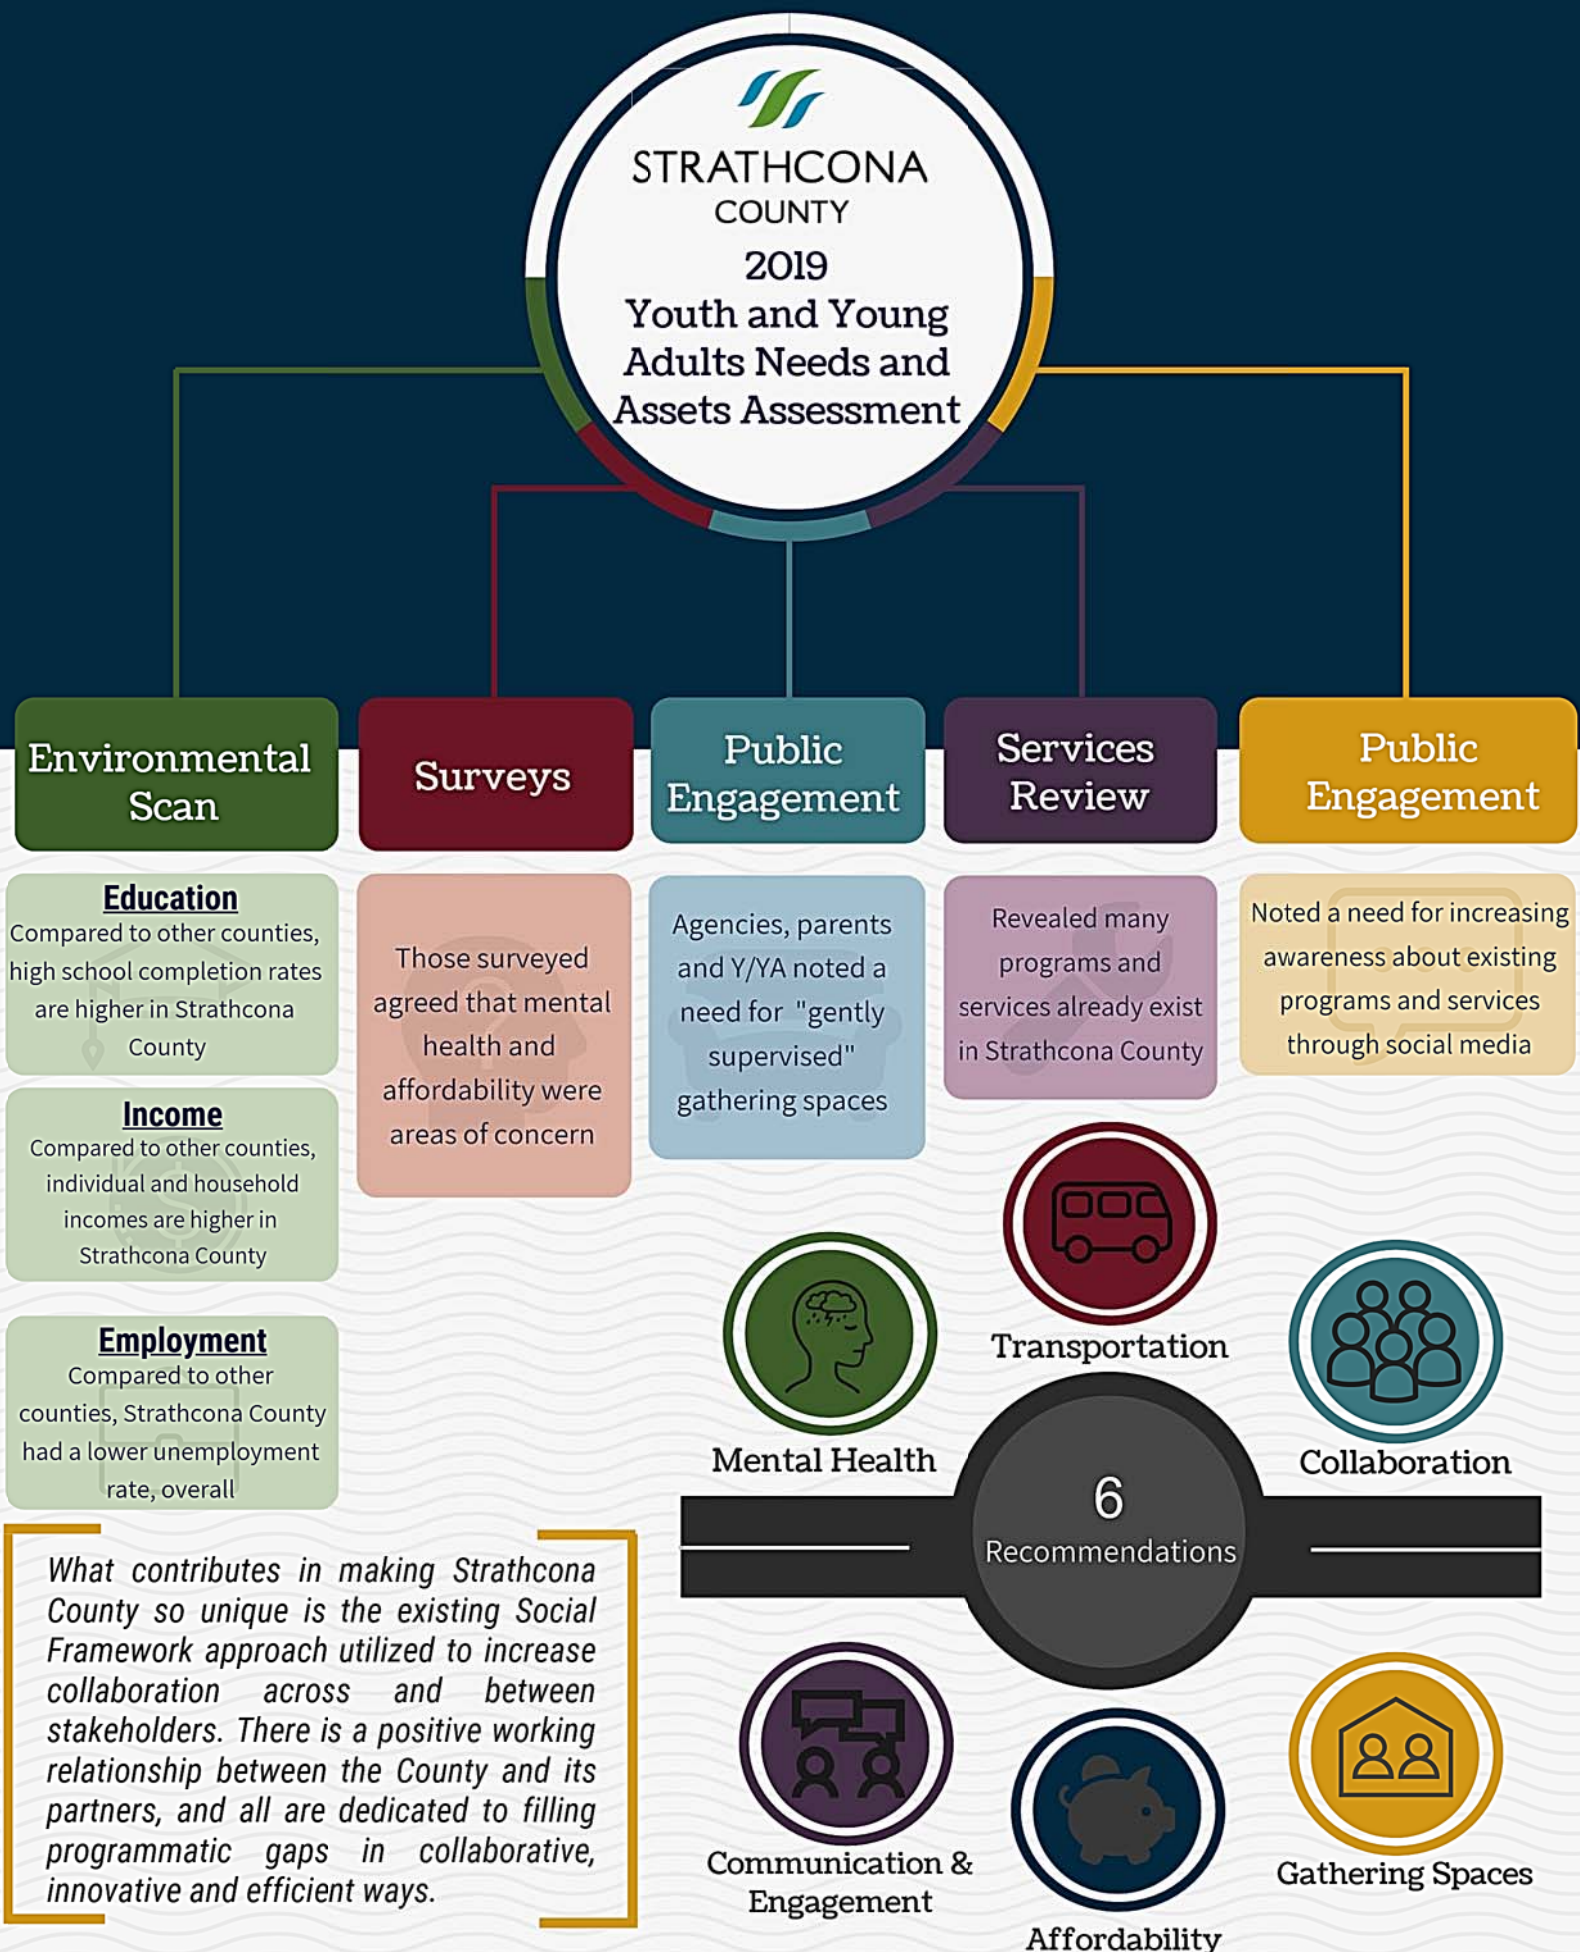 STRATHCONA
COUNTY
2019
Youth and Young
Adults Needs and
Assets Assessment
Environmental
Scan
Surveys
Public
Engagement
Services
Review
Public
Engagement
Education
Compared to other counties,
high school completion rates
are higher in Strathcona
County
Income
Compared to other counties,
individual and household
incomes are higher in
Strathcona County
Employment
Compared to other
counties, Strathcona County
had a lower unemployment
rate, overall
Those surveyed
agreed that mental
health and
affordability were
areas of concern
Agencies, parents
and Y/YA noted a
need for "gently
supervised"
gathering spaces
Revealed many
programs and
services already exist
in Strathcona County
Noted a need for increasing
awareness about existing
programs and services
through social media
What contributes in making Strathcona
County so unique is the existing Social
Framework approach utilized to increase
collaboration across and between
stakeholders. There is a positive working
relationship between the County and its
partners, and all are dedicated to filling
programmatic gaps in collaborative,
innovative and efficient ways.
Transportation
Mental Health
Collaboration
6
Recommendations
Communication &
Engagement
Affordability
Gathering Spaces